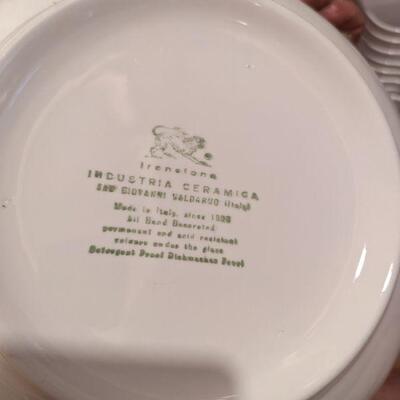 Ironstone
INDUSTRIA CERAMICA
SAN GIOVANNI VALDARNO (Italy)
Made in Italy, since
All Hand Decorated
permanent and acid resistant
colours under the glaze
Detergent Proof Dishwasher Proof